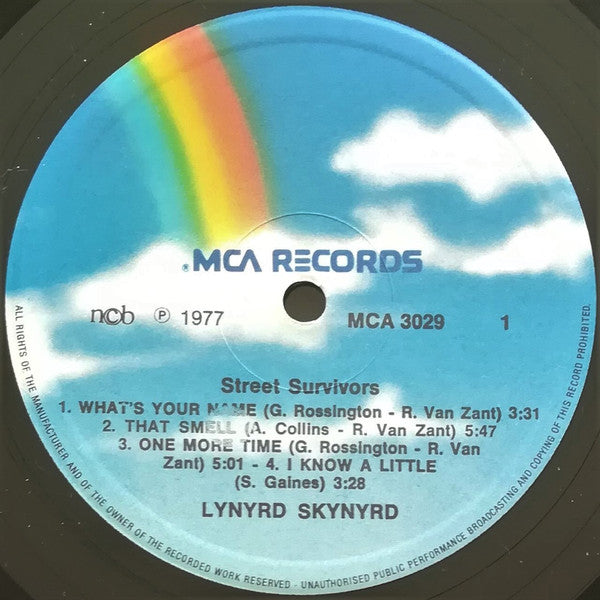 MCA RECORDS
ncb ℗ 1977 MCA 3029 1
Street Survivors
1. WHAT'S YOUR NAME (G. Rossington - R. Van Zant) 3:31
2. THAT SMELL (A. Collins - R. Van Zant) 5:47
3. ONE MORE TIME (G. Rossington - R. Van
Zant) 5:01 - 4. I KNOW A LITTLE
(S. Gaines) 3:28
LYNYRD SKYNYRD
ALL RIGHTS OF THE MANUFACTURER AND OF THE OWNER OF THE RECORDED WORK RESERVED - UNAUTHORISED PUBLIC PERFORMANCE BROADCASTING AND COPYING OF THIS RECORD PROHIBITED.